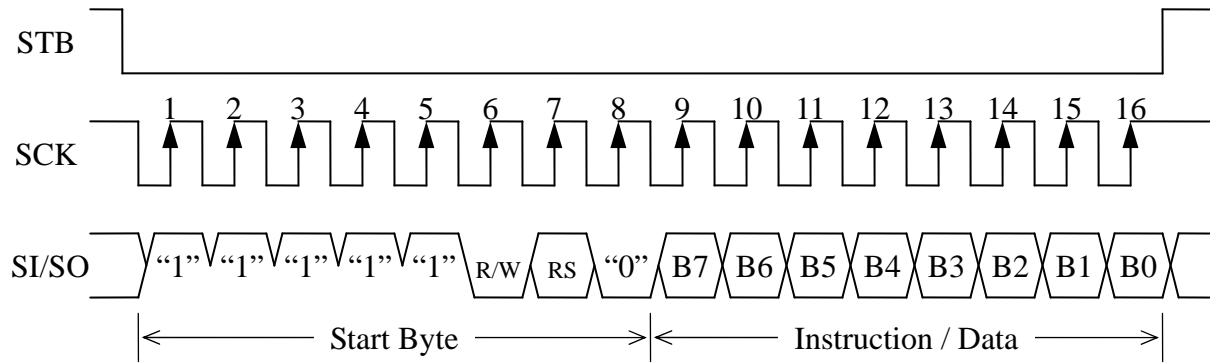 STB
1 2 3 4 5 6 7 8 9 10 11 12 13 14 15 16
SCK
SI/SO “1” “1” “1” “1” “1” R/W RS “0” B7 B6 B5 B4 B3 B2 B1 B0
Start Byte Instruction / Data